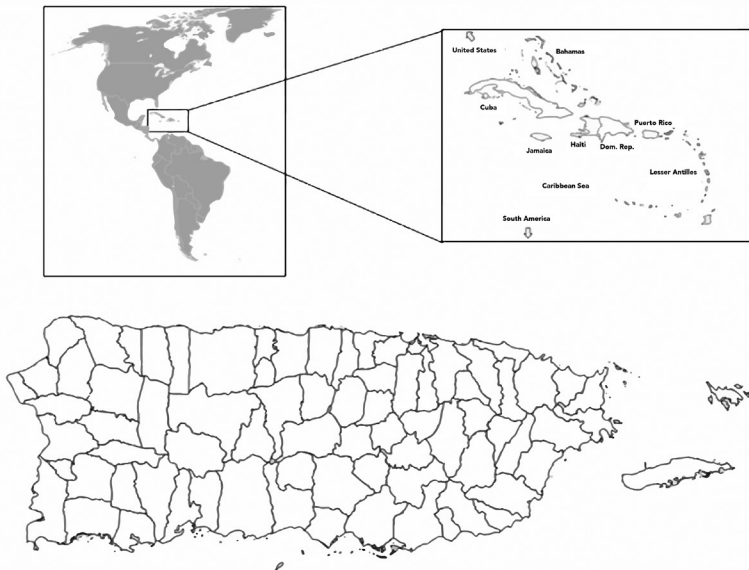 United States
Bahamas
Cuba
Puerto Rico
Jamaica
Haiti
Dom. Rep.
Lesser Antilles
Caribbean Sea
South America